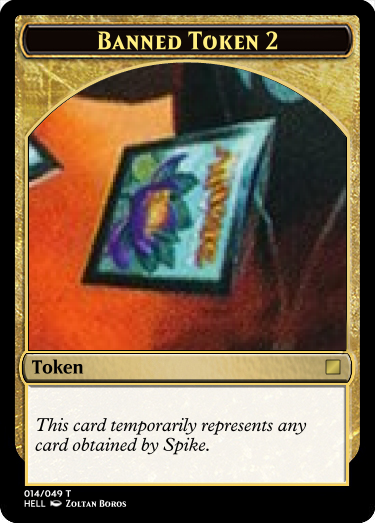 BANNED TOKEN 2
Token
This card temporarily represents any
card obtained by Spike.
014/049 T
HELL ZOLTAN BOROS